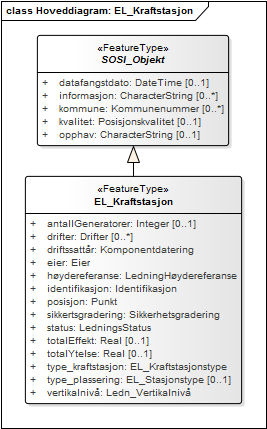 class Hoveddiagram: EL_Kraftstasjon
«FeatureType»
SOSI_Objekt
+ datafangstdato: DateTime [0..1]
+ informasjon: CharacterString [0..*]
+ kommune: Kommunenummer [0..*]
+ kvalitet: Posisjonskvalitet [0..1]
+ opphav: CharacterString [0..1]
«FeatureType»
EL_Kraftstasjon
+ antallGeneratorer: Integer [0..1]
+ drifter: Drifter [0..*]
+ driftssattår: Komponentdatering
+ eier: Eier
+ høydereferanse: LedningHøydereferanse
+ identifikasjon: Identifikasjon
+ posisjon: Punkt
+ sikkertsgradering: Sikkerhetsgradering
+ status: LedningsStatus
+ totalEffekt: Real [0..1]
+ totalYtelse: Real [0..1]
+ type_kraftstasjon: EL_Kraftstasjonstype
+ type_plassering: EL_Stasjonstype [0..1]
+ vertikalnivå: Ledn_Vertikalnivå